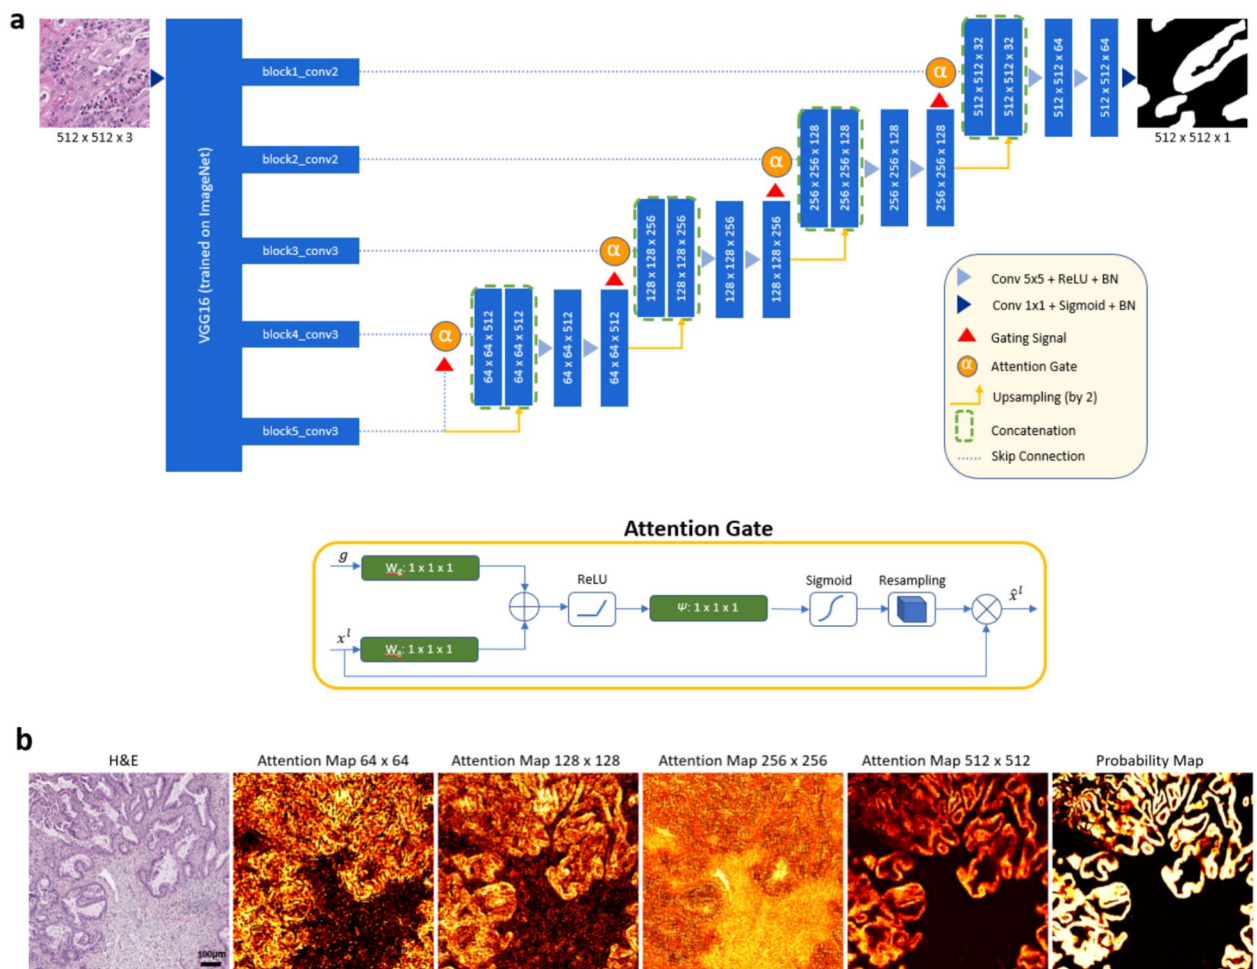 a
512 x 512 x 3
VGG16 (trained on ImageNet)
block1_conv2
block2_conv2
block3_conv3
block4_conv3
block5_conv3
α
α
α
α
64 x 64 x 512
64 x 64 x 512
64 x 64 x 512
64 x 64 x 512
128 x 128 x 256
128 x 128 x 256
128 x 128 x 256
128 x 128 x 256
256 x 256 x 128
256 x 256 x 128
256 x 256 x 128
256 x 256 x 128
512 x 512 x 32
512 x 512 x 32
512 x 512 x 64
512 x 512 x 64
512 x 512 x 1
Conv 5x5 + ReLU + BN
Conv 1x1 + Sigmoid + BN
Gating Signal
α Attention Gate
Upsampling (by 2)
Concatenation
Skip Connection
Attention Gate
g
W_g: 1 x 1 x 1
x^l
W_g: 1 x 1 x 1
ReLU
Ψ: 1 x 1 x 1
Sigmoid
Resampling
x̂^l
b
H&E
Attention Map 64 x 64
Attention Map 128 x 128
Attention Map 256 x 256
Attention Map 512 x 512
Probability Map
100μm